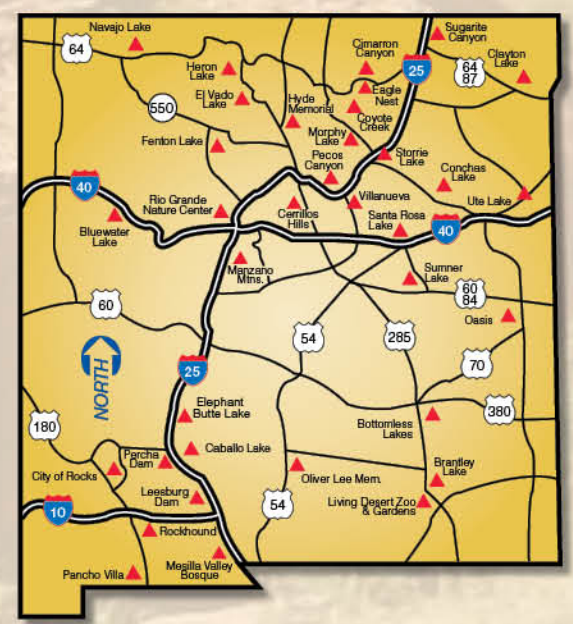 Navajo Lake
Sugarite
Canyon
64
Cimarron
Canyon
Clayton
Lake
Heron
Lake
25
64
87
El Vado
Lake
Eagle
Nest
550
Hyde
Memorial
Coyote
Creek
Morphy
Lake
Fenton Lake
Pecos
Canyon
Storrie
Lake
Conchas
Lake
40
Rio Grande
Nature Center
Villanueva
Ute Lake
Cerrillos
Hills
Santa Rosa
Lake
40
Bluewater
Lake
Manzano
Mtns.
Sumner
Lake
60
60
84
Oasis
54
285
NORTH
25
70
Elephant
Butte Lake
380
180
Bottomless
Lakes
Percha
Dam
Caballo Lake
City of Rocks
Oliver Lee Mem.
Brantley
Lake
Leesburg
Dam
54
Living Desert Zoo
& Gardens
10
Rockhound
Pancho Villa
Mesilla Valley
Bosque